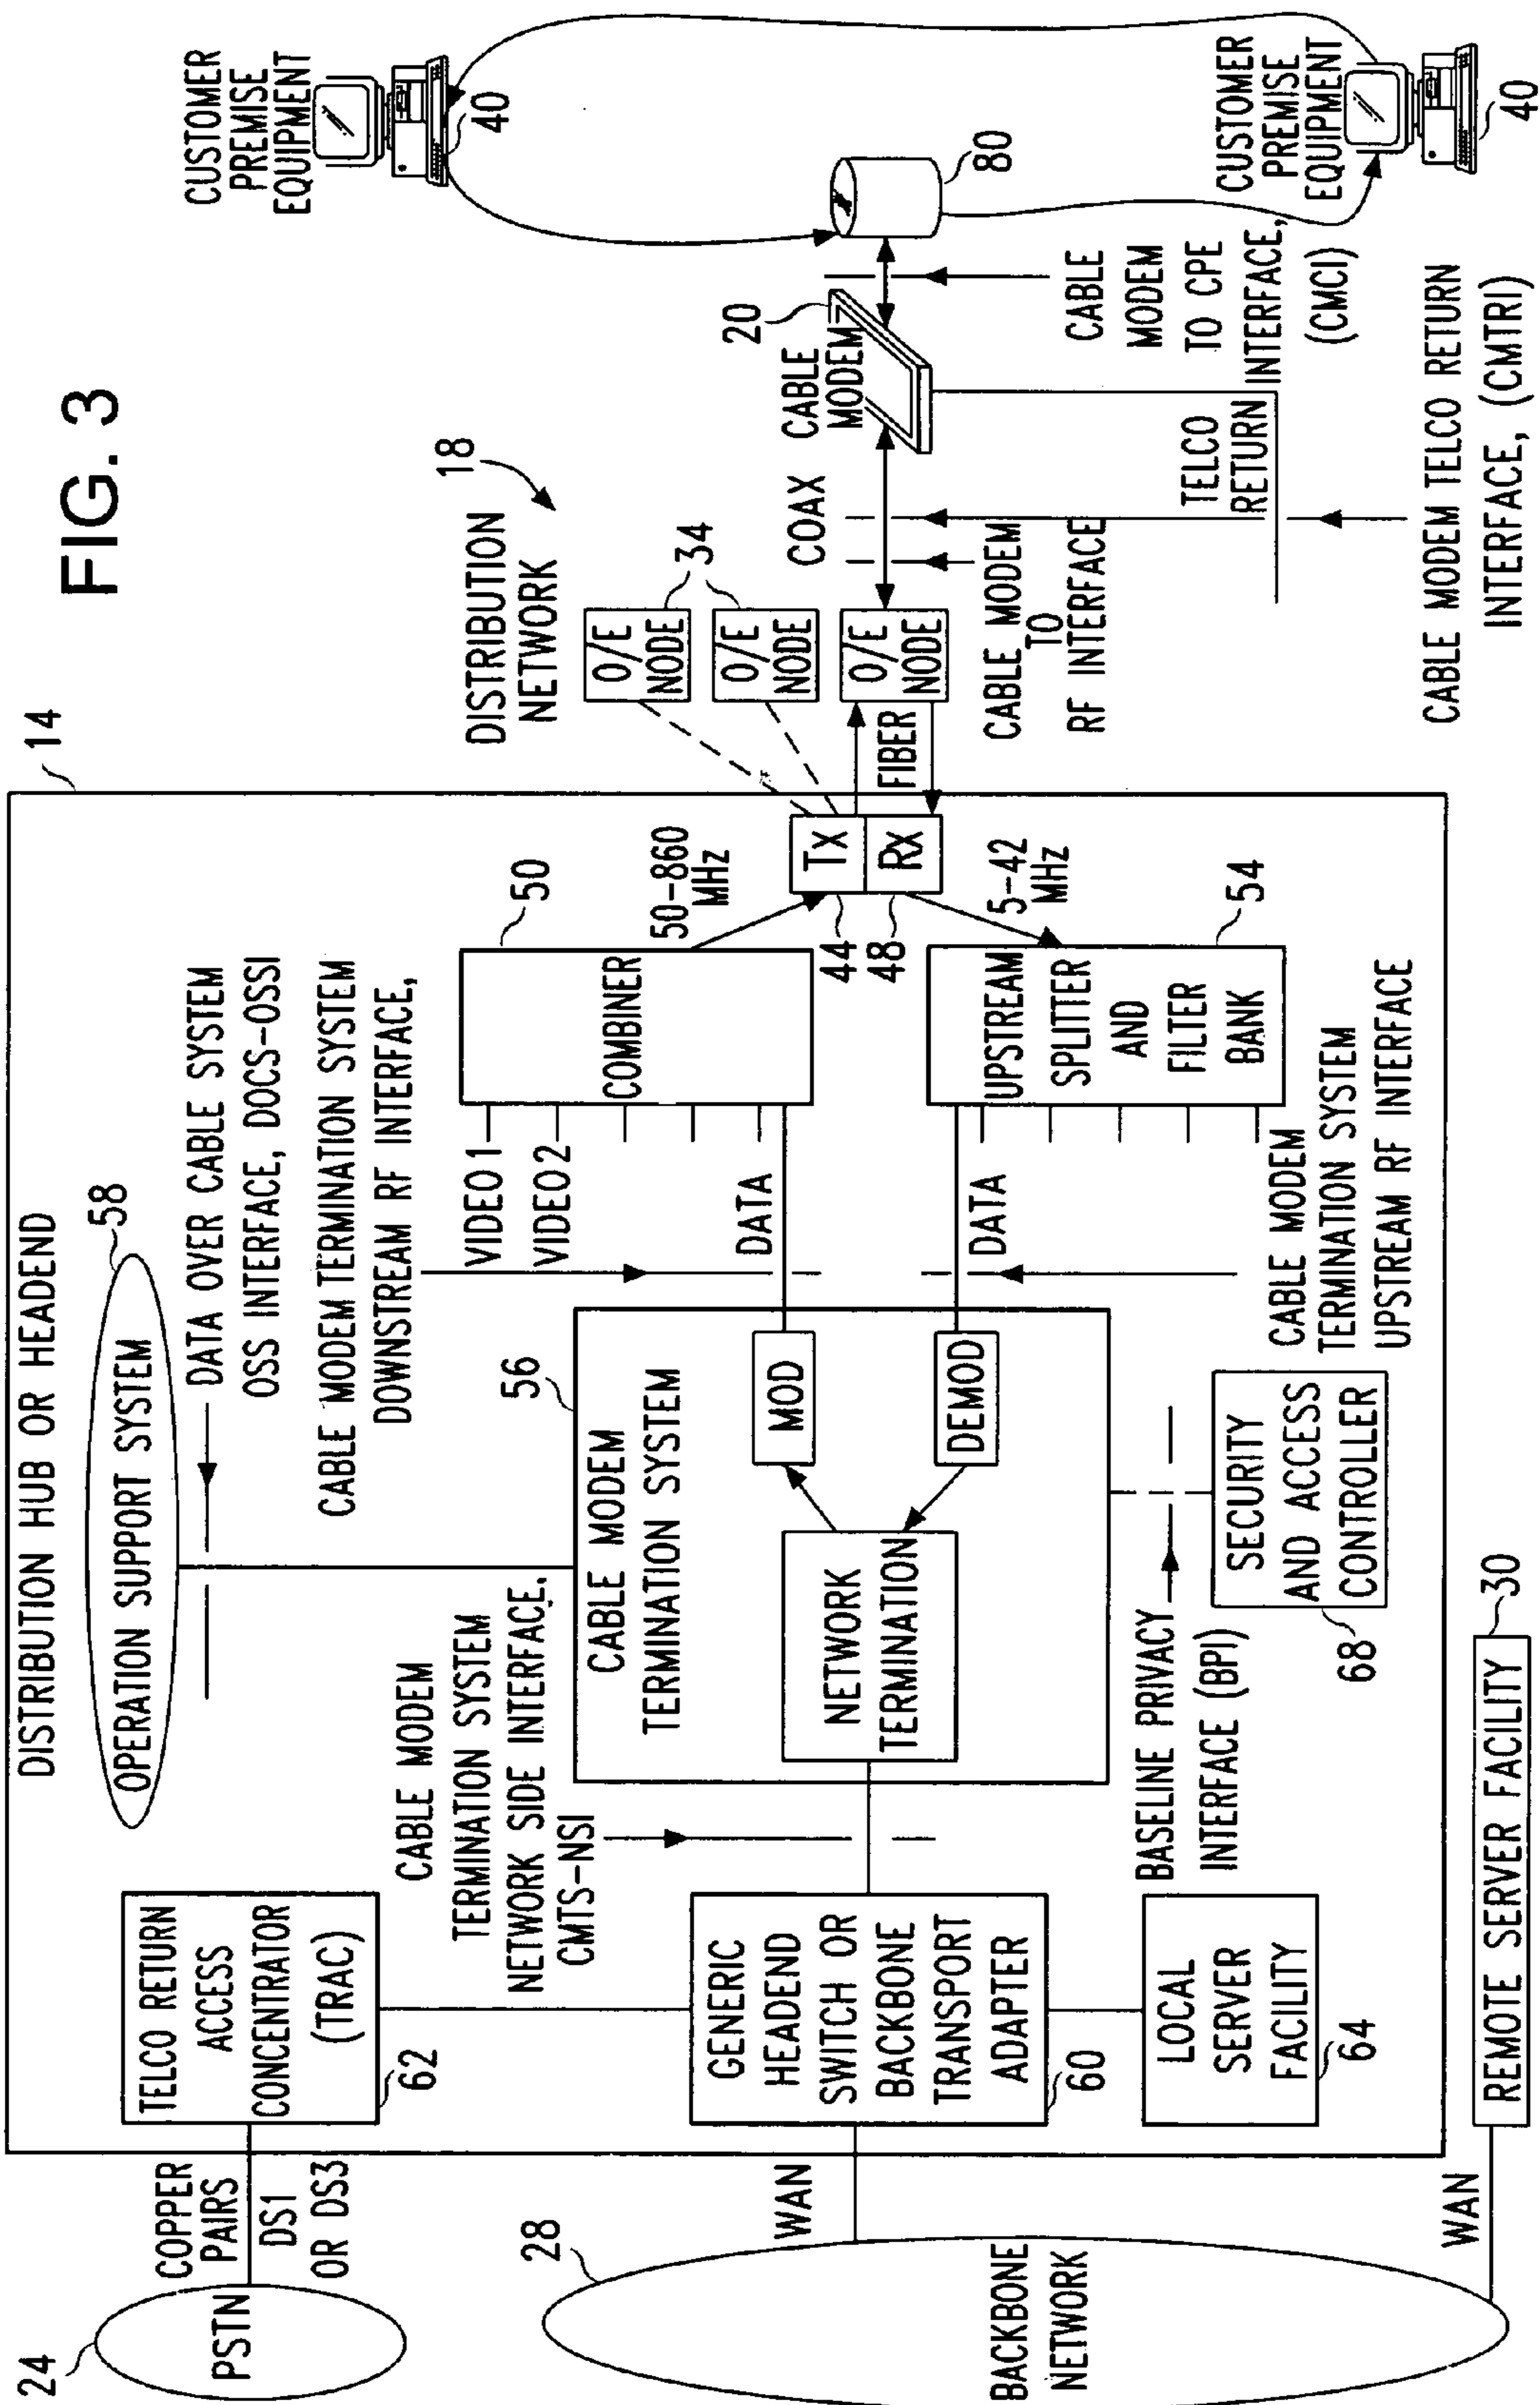 FIG. 3
DISTRIBUTION HUB OR HEADEND
14
24
PSTN
COPPER
PAIRS
DS1
OR DS3
TELCO RETURN
ACCESS
CONCENTRATOR
(TRAC)
62
OPERATION SUPPORT SYSTEM
58
DATA OVER CABLE SYSTEM
OSS INTERFACE, DOCS-OSSI
CABLE MODEM TERMINATION SYSTEM
DOWNSTREAM RF INTERFACE,
CABLE MODEM
TERMINATION SYSTEM
NETWORK SIDE INTERFACE,
CMTS-NSI
28
BACKBONE
NETWORK
WAN
GENERIC
HEADEND
SWITCH OR
BACKBONE
TRANSPORT
ADAPTER
60
56
CABLE MODEM
TERMINATION SYSTEM
NETWORK
TERMINATION
MOD
DEMOD
VIDEO1
VIDEO2
DATA
DATA
COMBINER
50
50-860
MHz
Tx
Rx
44
48
5-42
MHz
UPSTREAM
SPLITTER
AND
FILTER
BANK
54
CABLE MODEM
TERMINATION SYSTEM
UPSTREAM RF INTERFACE
BASELINE PRIVACY
INTERFACE (BPI)
SECURITY
AND ACCESS
CONTROLLER
68
LOCAL
SERVER
FACILITY
64
WAN
REMOTE SERVER FACILITY
30
DISTRIBUTION
NETWORK
18
O/E
NODE
O/E
NODE
O/E
NODE
34
FIBER
COAX
CABLE MODEM
TO
RF INTERFACE
CABLE
MODEM
20
TELCO
RETURN
CABLE MODEM TELCO RETURN
INTERFACE, (CMTRI)
CABLE
MODEM
TO CPE
INTERFACE,
(CMCI)
80
CUSTOMER
PREMISE
EQUIPMENT
40
CUSTOMER
PREMISE
EQUIPMENT
40